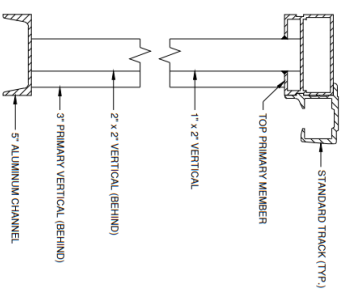 STANDARD TRACK (TYP.)
TOP PRIMARY MEMBER
1" x 2" VERTICAL
2" x 2" VERTICAL (BEHIND)
3" PRIMARY VERTICAL (BEHIND)
5" ALUMINUM CHANNEL